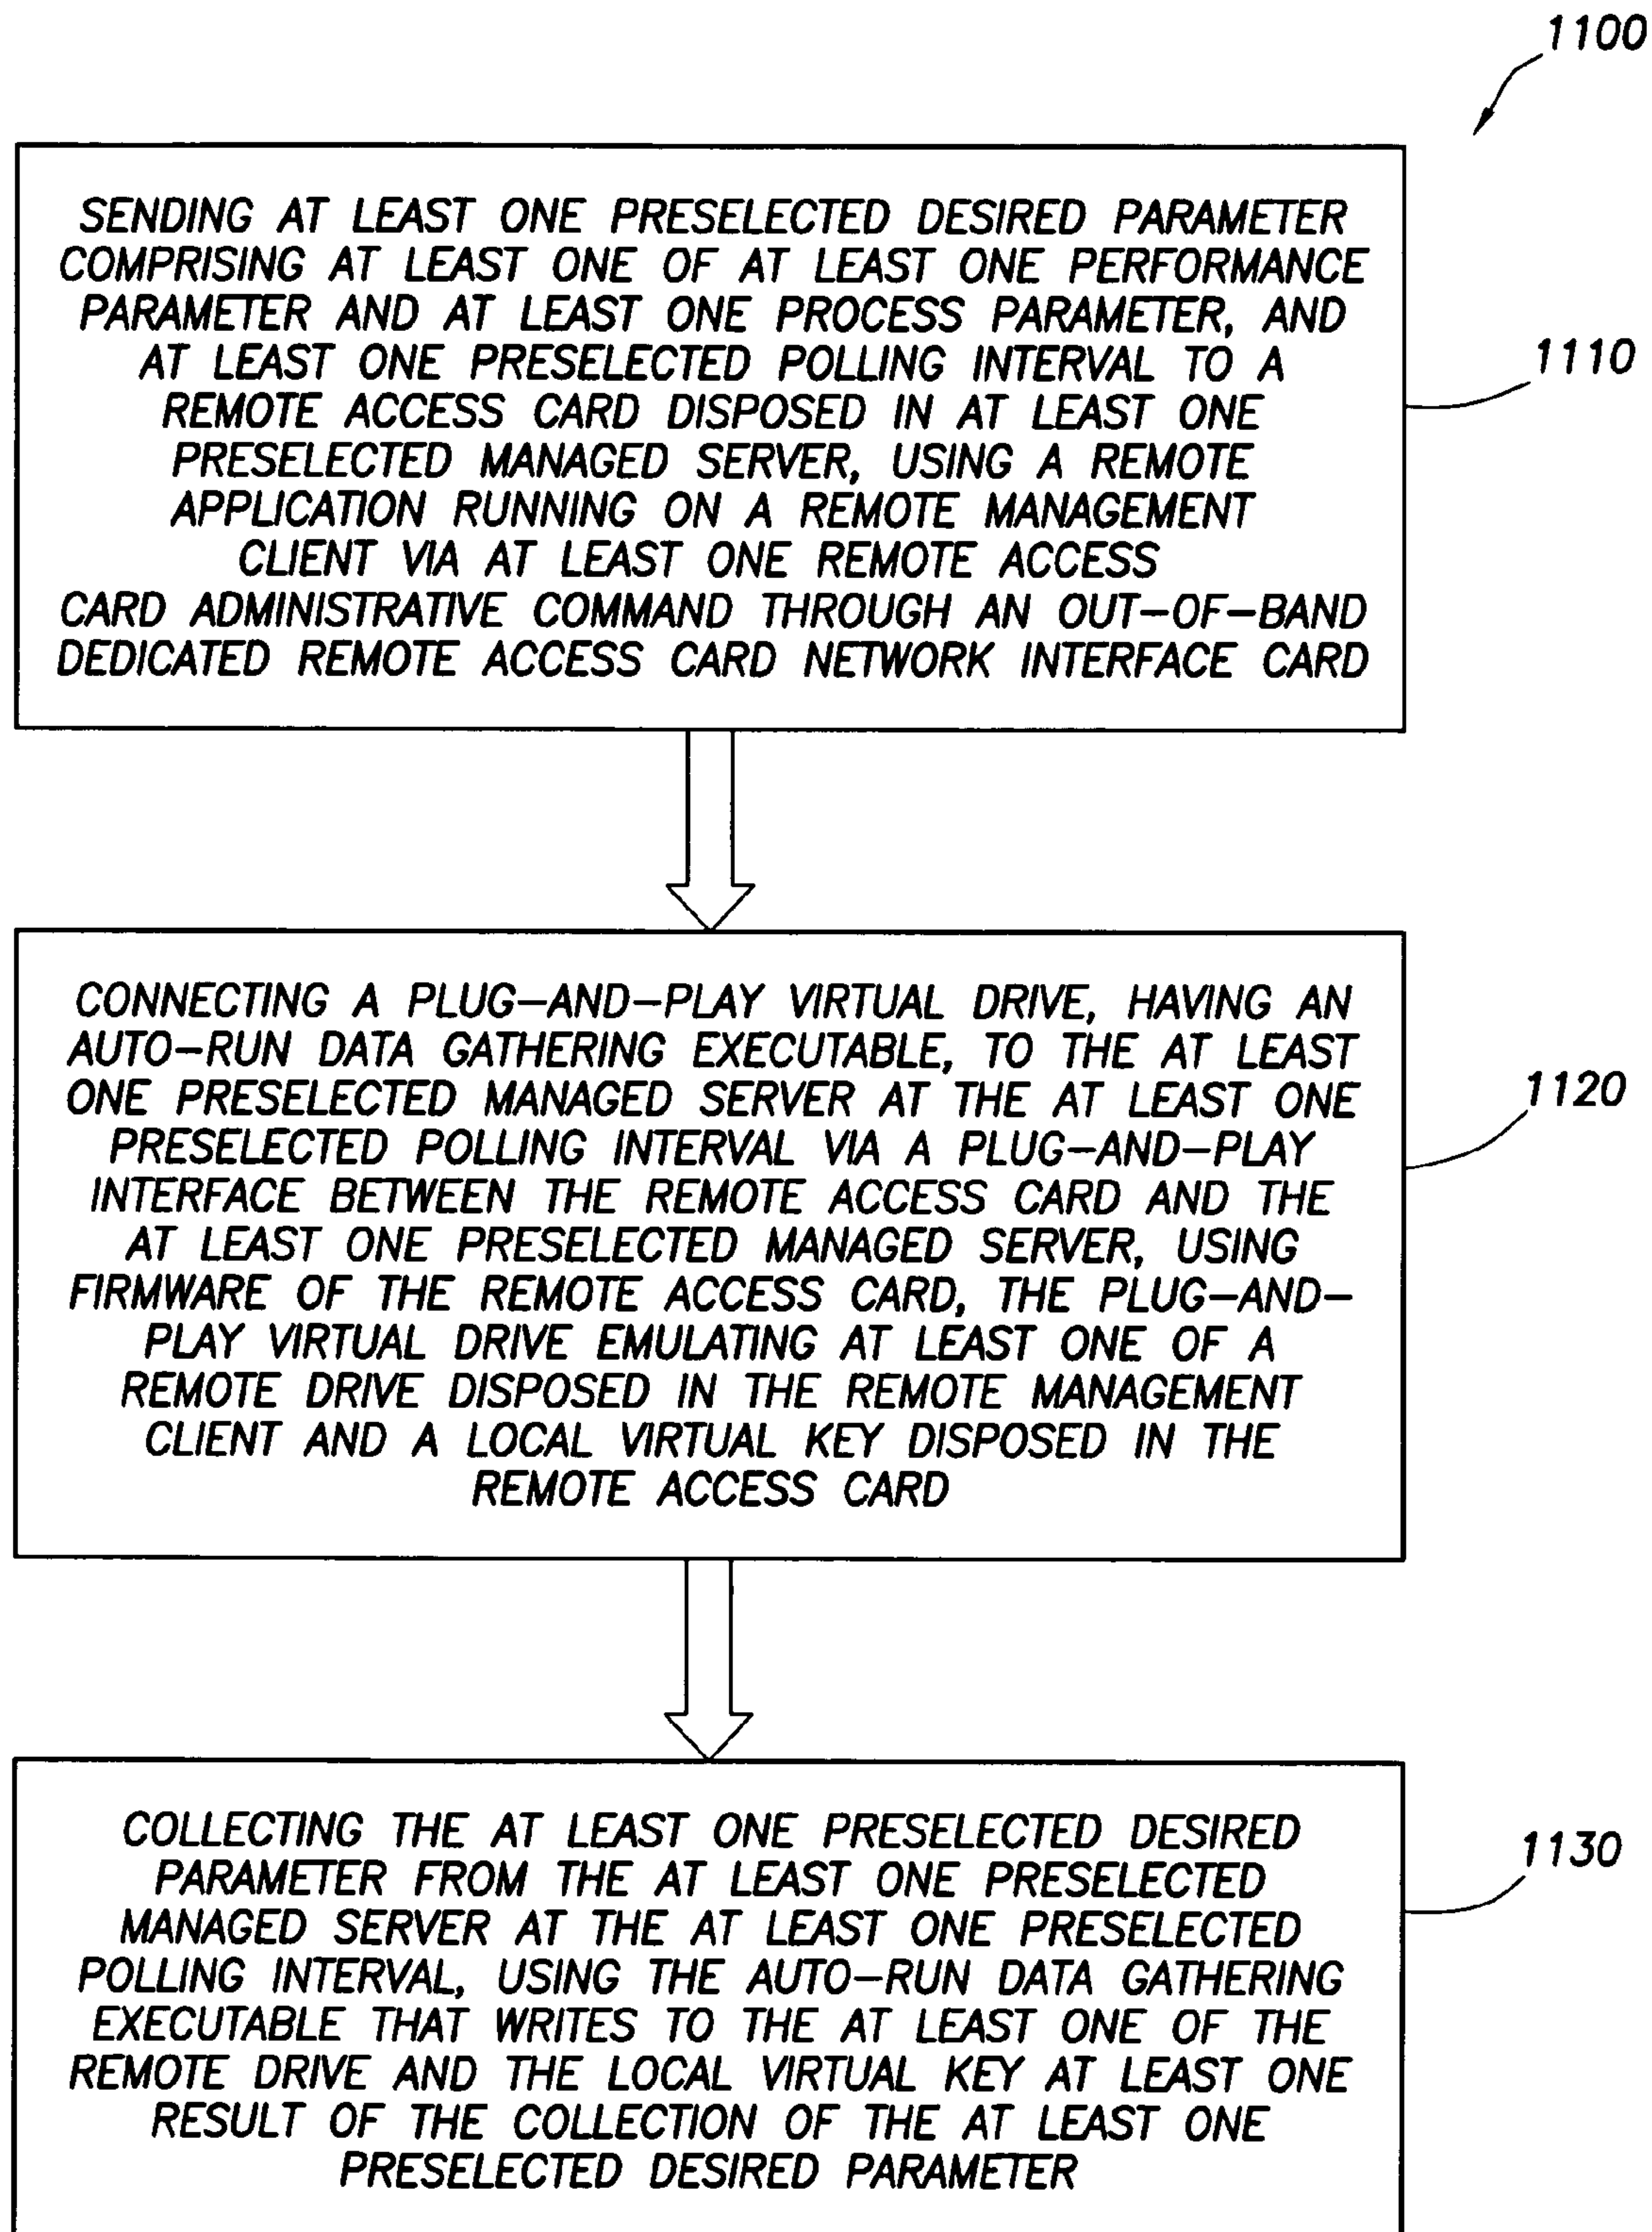 1100
SENDING AT LEAST ONE PRESELECTED DESIRED PARAMETER
COMPRISING AT LEAST ONE OF AT LEAST ONE PERFORMANCE
PARAMETER AND AT LEAST ONE PROCESS PARAMETER, AND
AT LEAST ONE PRESELECTED POLLING INTERVAL TO A
REMOTE ACCESS CARD DISPOSED IN AT LEAST ONE
PRESELECTED MANAGED SERVER, USING A REMOTE
APPLICATION RUNNING ON A REMOTE MANAGEMENT
CLIENT VIA AT LEAST ONE REMOTE ACCESS
CARD ADMINISTRATIVE COMMAND THROUGH AN OUT-OF-BAND
DEDICATED REMOTE ACCESS CARD NETWORK INTERFACE CARD
1110
CONNECTING A PLUG-AND-PLAY VIRTUAL DRIVE, HAVING AN
AUTO-RUN DATA GATHERING EXECUTABLE, TO THE AT LEAST
ONE PRESELECTED MANAGED SERVER AT THE AT LEAST ONE
PRESELECTED POLLING INTERVAL VIA A PLUG-AND-PLAY
INTERFACE BETWEEN THE REMOTE ACCESS CARD AND THE
AT LEAST ONE PRESELECTED MANAGED SERVER, USING
FIRMWARE OF THE REMOTE ACCESS CARD, THE PLUG-AND-
PLAY VIRTUAL DRIVE EMULATING AT LEAST ONE OF A
REMOTE DRIVE DISPOSED IN THE REMOTE MANAGEMENT
CLIENT AND A LOCAL VIRTUAL KEY DISPOSED IN THE
REMOTE ACCESS CARD
1120
COLLECTING THE AT LEAST ONE PRESELECTED DESIRED
PARAMETER FROM THE AT LEAST ONE PRESELECTED
MANAGED SERVER AT THE AT LEAST ONE PRESELECTED
POLLING INTERVAL, USING THE AUTO-RUN DATA GATHERING
EXECUTABLE THAT WRITES TO THE AT LEAST ONE OF THE
REMOTE DRIVE AND THE LOCAL VIRTUAL KEY AT LEAST ONE
RESULT OF THE COLLECTION OF THE AT LEAST ONE
PRESELECTED DESIRED PARAMETER
1130